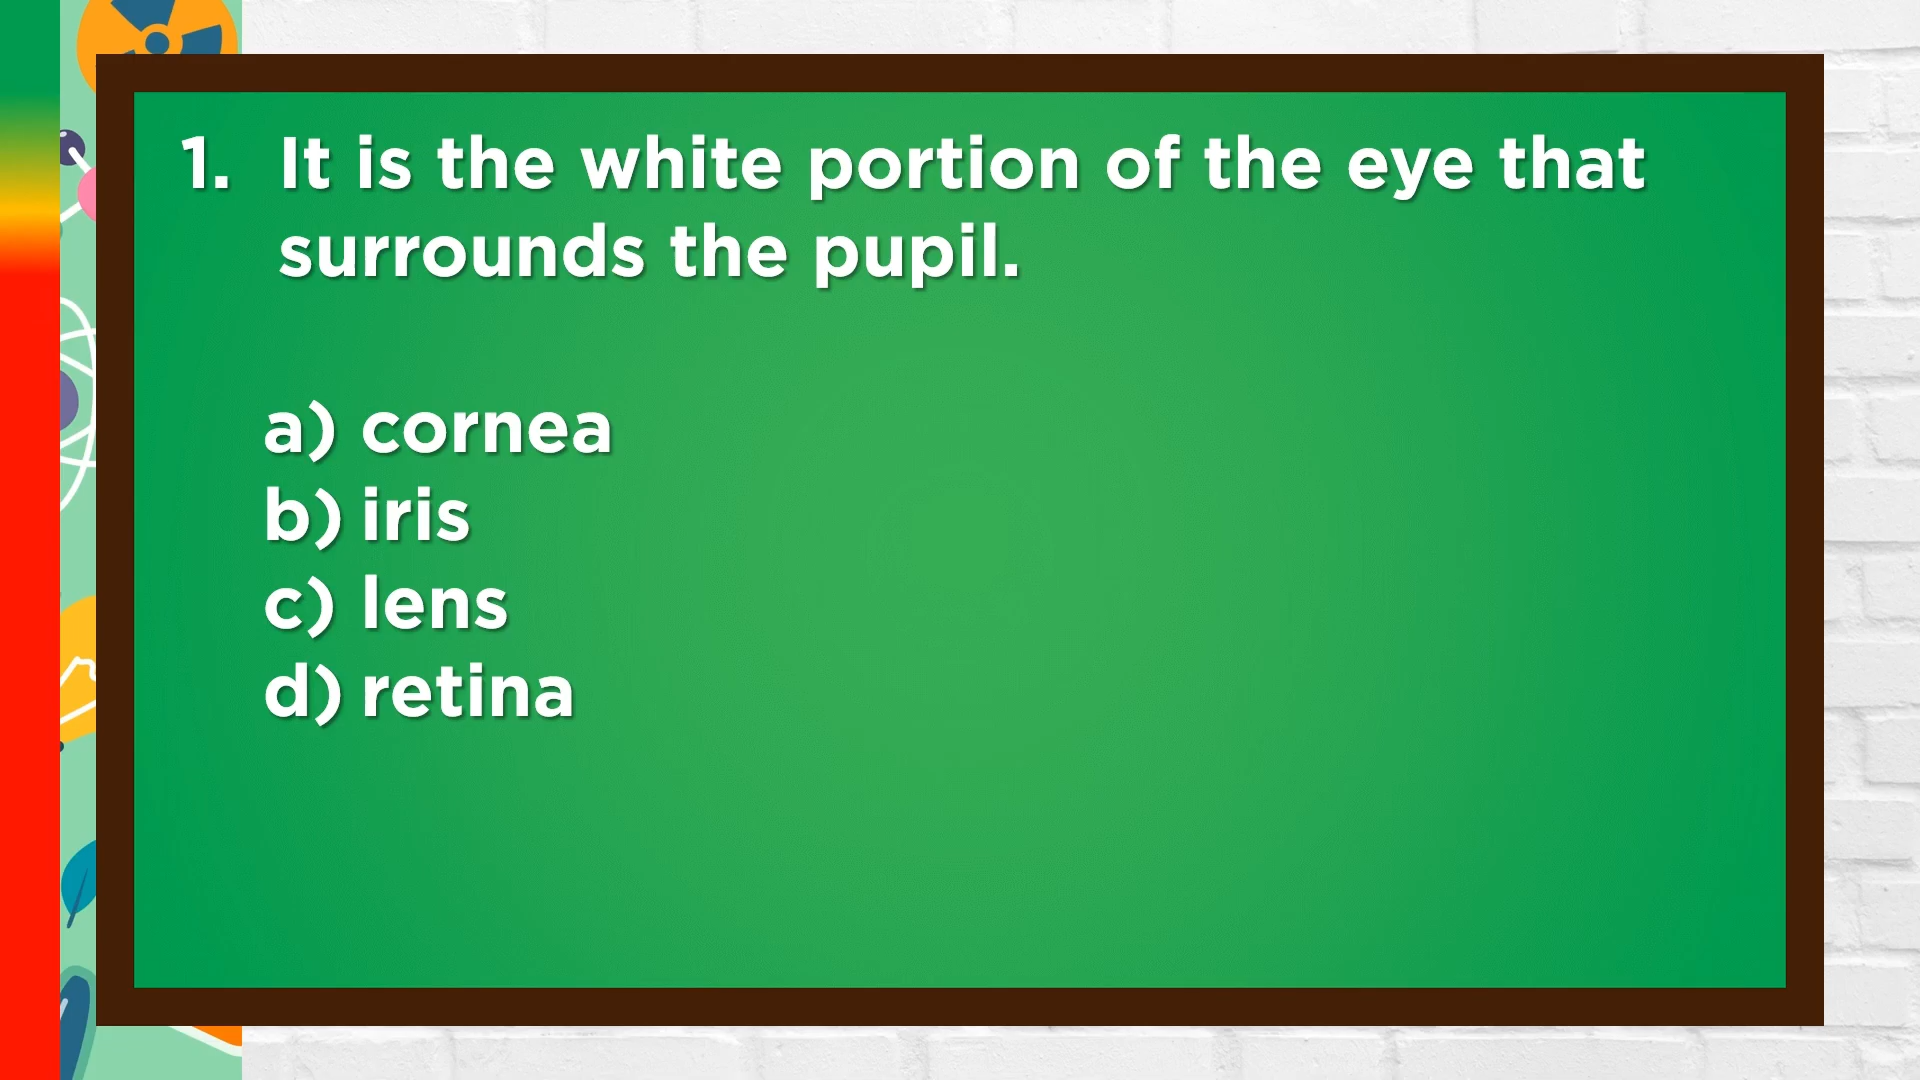 1. It is the white portion of the eye that
surrounds the pupil.
a) cornea
b) iris
c) lens
d) retina